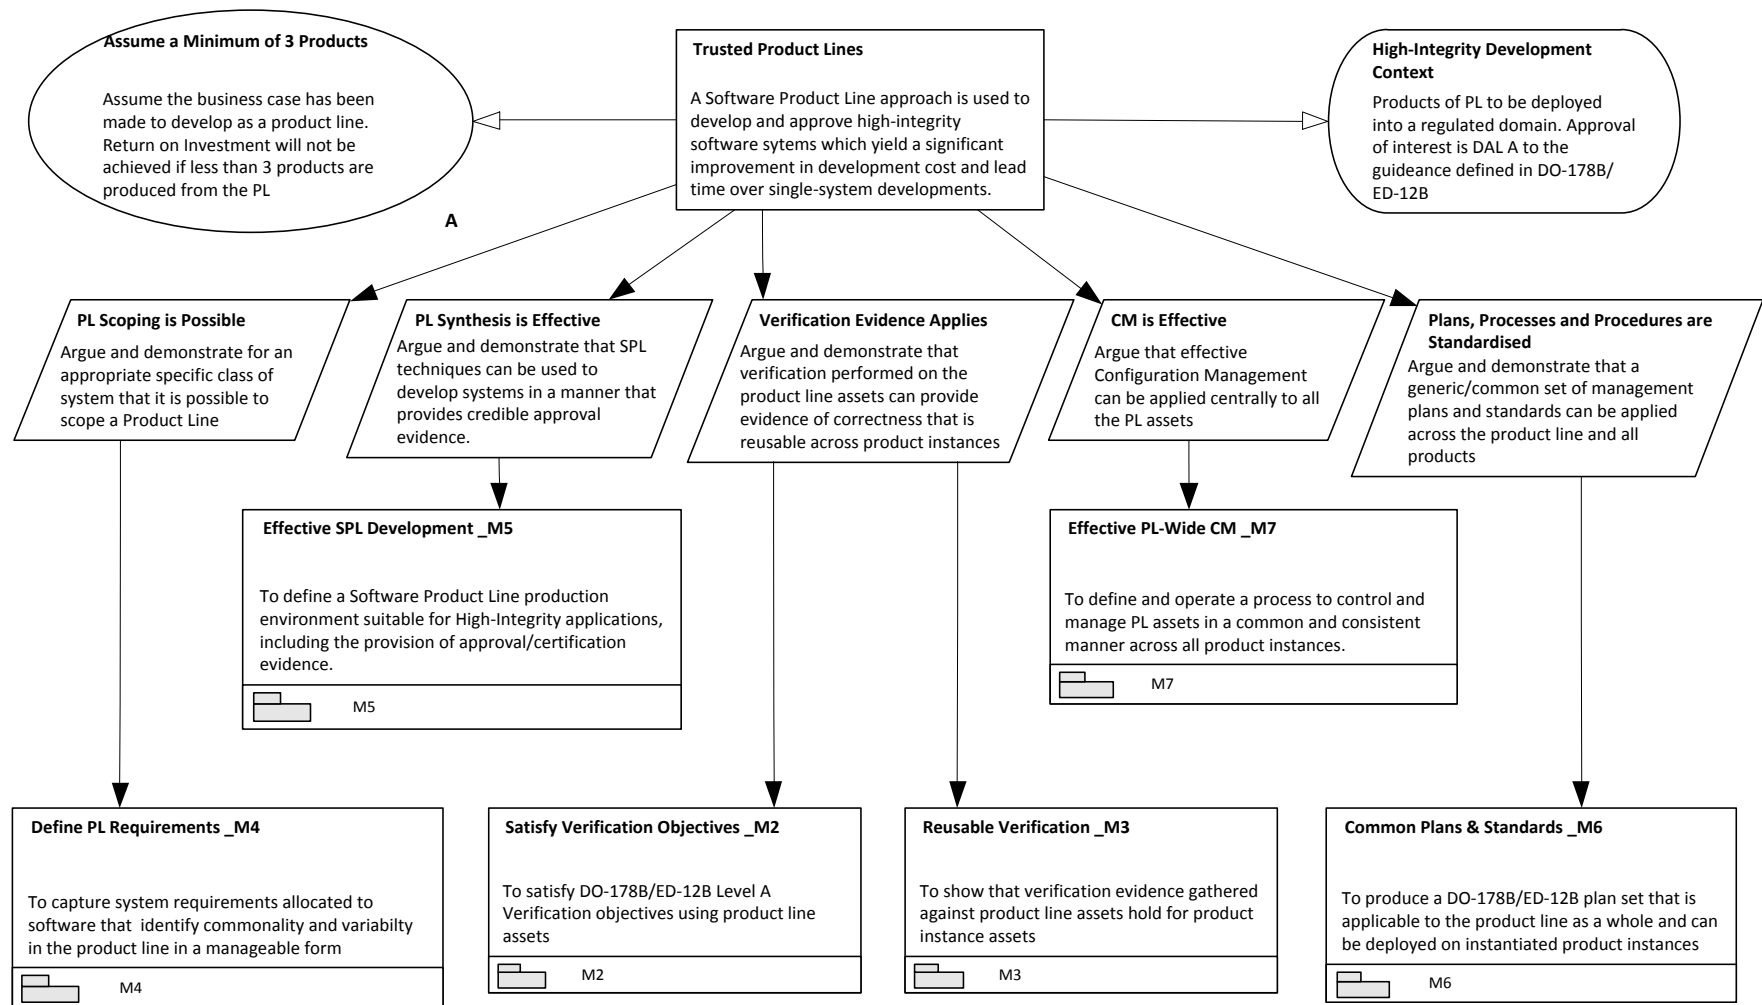 Assume a Minimum of 3 Products
Assume the business case has been
made to develop as a product line.
Return on Investment will not be
achieved if less than 3 products are
produced from the PL
A
Trusted Product Lines
A Software Product Line approach is used to
develop and approve high-integrity
software sytems which yield a significant
improvement in development cost and lead
time over single-system developments.
High-Integrity Development
Context
Products of PL to be deployed
into a regulated domain. Approval
of interest is DAL A to the
guideance defined in DO-178B/
ED-12B
PL Scoping is Possible
Argue and demonstrate for an
appropriate specific class of
system that it is possible to
scope a Product Line
PL Synthesis is Effective
Argue and demonstrate that SPL
techniques can be used to
develop systems in a manner that
provides credible approval
evidence.
Verification Evidence Applies
Argue and demonstrate that
verification performed on the
product line assets can provide
evidence of correctness that is
reusable across product instances
CM is Effective
Argue that effective
Configuration Management
can be applied centrally to all
the PL assets
Plans, Processes and Procedures are
Standardised
Argue and demonstrate that a
generic/common set of management
plans and standards can be applied
across the product line and all
products
Effective SPL Development _M5
To define a Software Product Line production
environment suitable for High-Integrity applications,
including the provision of approval/certification
evidence.
M5
Effective PL-Wide CM _M7
To define and operate a process to control and
manage PL assets in a common and consistent
manner across all product instances.
M7
Define PL Requirements _M4
To capture system requirements allocated to
software that  identify commonality and variabilty
in the product line in a manageable form
M4
Satisfy Verification Objectives _M2
To satisfy DO-178B/ED-12B Level A
Verification objectives using product line
assets
M2
Reusable Verification _M3
To show that verification evidence gathered
against product line assets hold for product
instance assets
M3
Common Plans & Standards _M6
To produce a DO-178B/ED-12B plan set that is
applicable to the product line as a whole and can
be deployed on instantiated product instances
M6